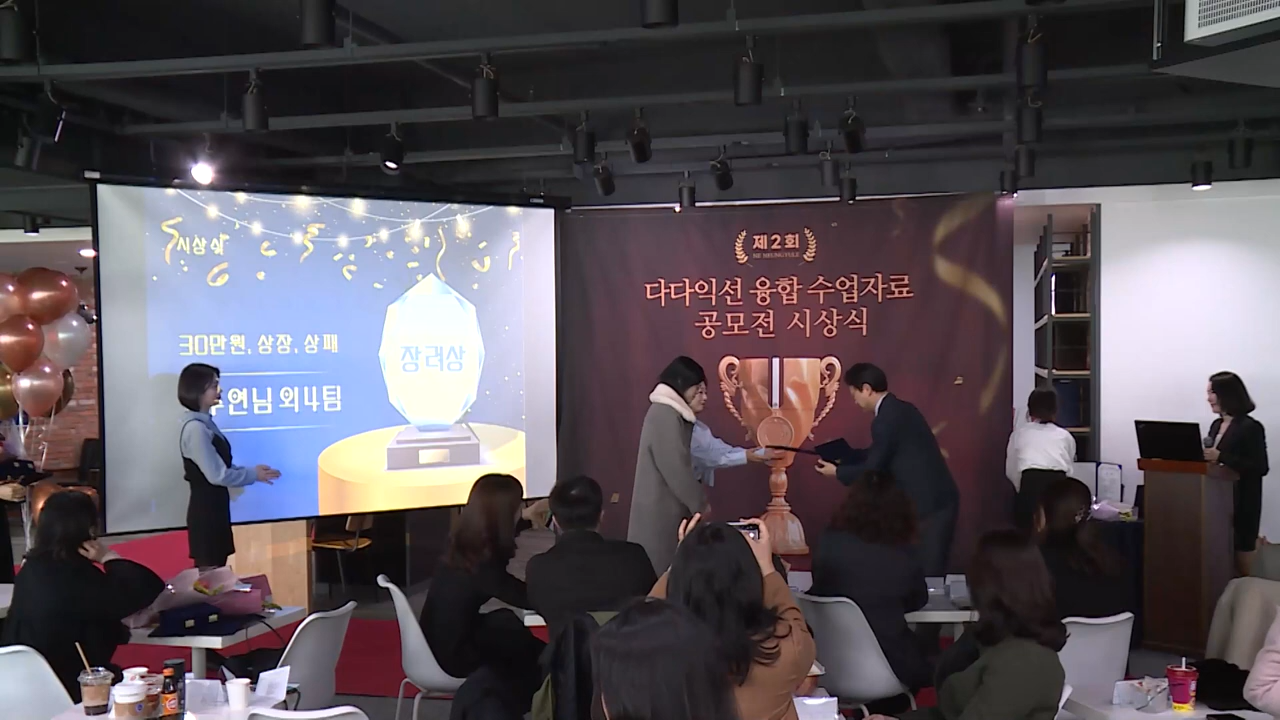 시상식
30만원, 상장, 상패
장려상
연님 외 4팀
제2회
다다익선 융합 수업자료
공모전 시상식